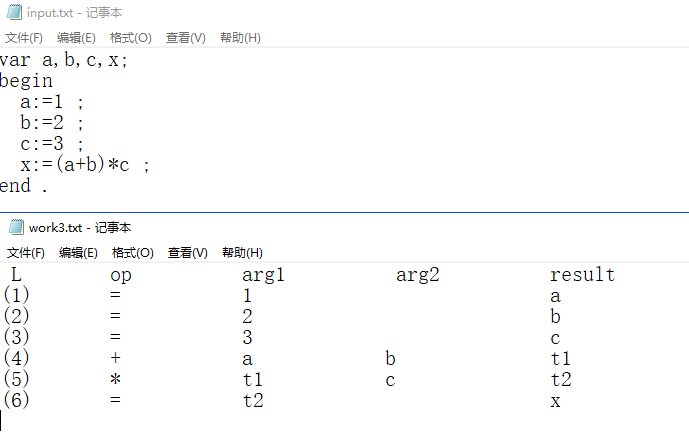 input.txt - 记事本
文件(F) 编辑(E) 格式(O) 查看(V) 帮助(H)
var a,b,c,x;
begin
  a:=1 ;
  b:=2 ;
  c:=3 ;
  x:=(a+b)*c ;
end .
work3.txt - 记事本
文件(F) 编辑(E) 格式(O) 查看(V) 帮助(H)
L op arg1 arg2 result
(1) = 1 a
(2) = 2 b
(3) = 3 c
(4) + a b t1
(5) * t1 c t2
(6) = t2 x